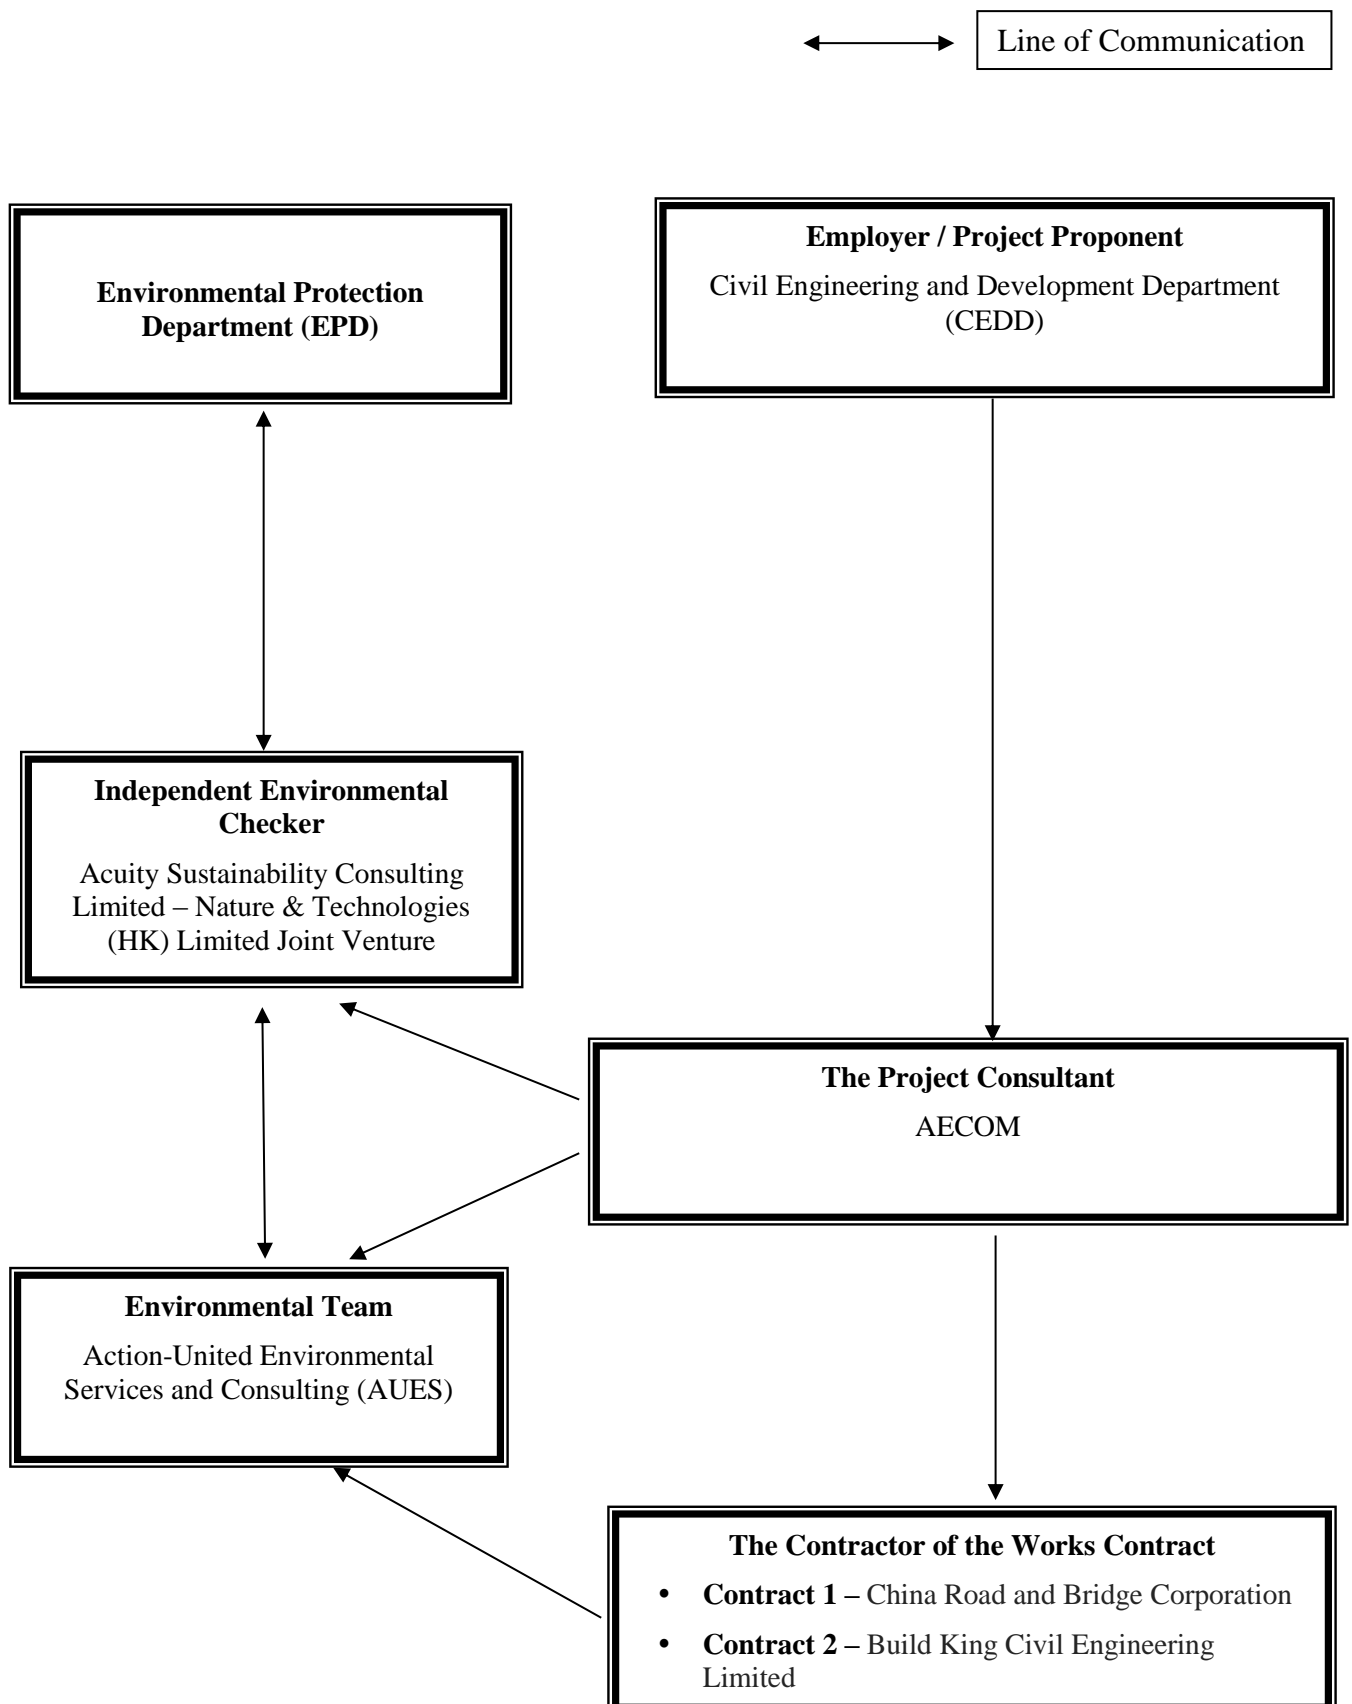 Line of Communication
Environmental Protection
Department (EPD)
Employer / Project Proponent
Civil Engineering and Development Department
(CEDD)
Independent Environmental
Checker
Acuity Sustainability Consulting
Limited – Nature & Technologies
(HK) Limited Joint Venture
The Project Consultant
AECOM
Environmental Team
Action-United Environmental
Services and Consulting (AUES)
The Contractor of the Works Contract
• Contract 1 – China Road and Bridge Corporation
• Contract 2 – Build King Civil Engineering
Limited